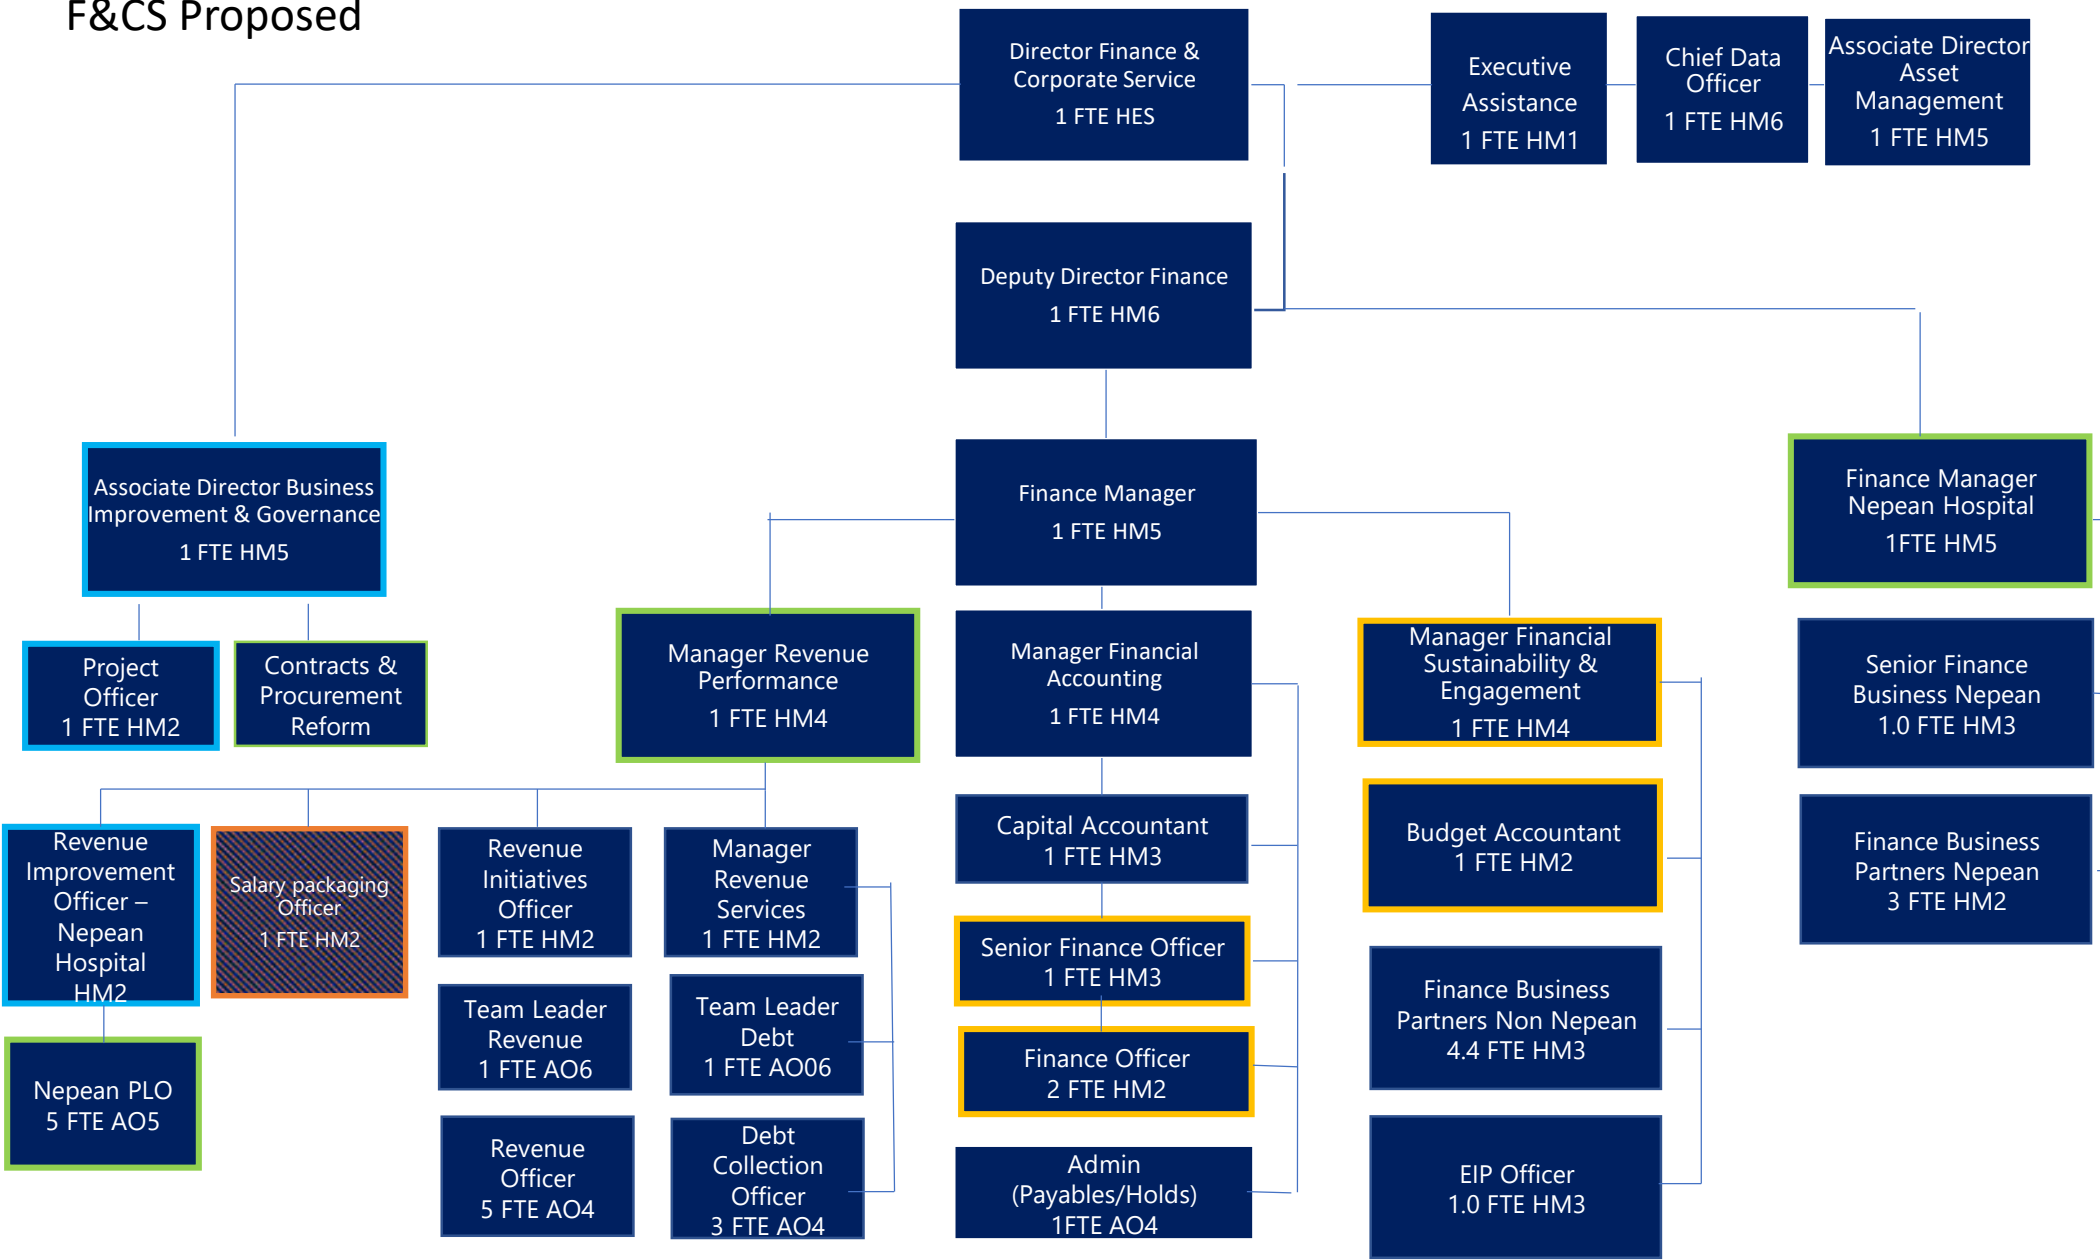 F&CS Proposed
Director Finance &
Corporate Service
1 FTE HES
Executive
Assistance
1 FTE HM1
Chief Data
Officer
1 FTE HM6
Associate Director
Asset
Management
1 FTE HM5
Deputy Director Finance
1 FTE HM6
Associate Director Business
Improvement & Governance
1 FTE HM5
Finance Manager
1 FTE HM5
Finance Manager
Nepean Hospital
1FTE HM5
Project
Officer
1 FTE HM2
Contracts &
Procurement
Reform
Manager Revenue
Performance
1 FTE HM4
Manager Financial
Accounting
1 FTE HM4
Manager Financial
Sustainability &
Engagement
1 FTE HM4
Senior Finance
Business Nepean
1.0 FTE HM3
Revenue
Improvement
Officer –
Nepean
Hospital
HM2
Salary packaging
Officer
1 FTE HM2
Revenue
Initiatives
Officer
1 FTE HM2
Manager
Revenue
Services
1 FTE HM2
Capital Accountant
1 FTE HM3
Budget Accountant
1 FTE HM2
Finance Business
Partners Nepean
3 FTE HM2
Senior Finance Officer
1 FTE HM3
Finance Business
Partners Non Nepean
4.4 FTE HM3
Team Leader
Revenue
1 FTE AO6
Team Leader
Debt
1 FTE AO06
Finance Officer
2 FTE HM2
Nepean PLO
5 FTE AO5
Revenue
Officer
5 FTE AO4
Debt
Collection
Officer
3 FTE AO4
Admin
(Payables/Holds)
1FTE AO4
EIP Officer
1.0 FTE HM3